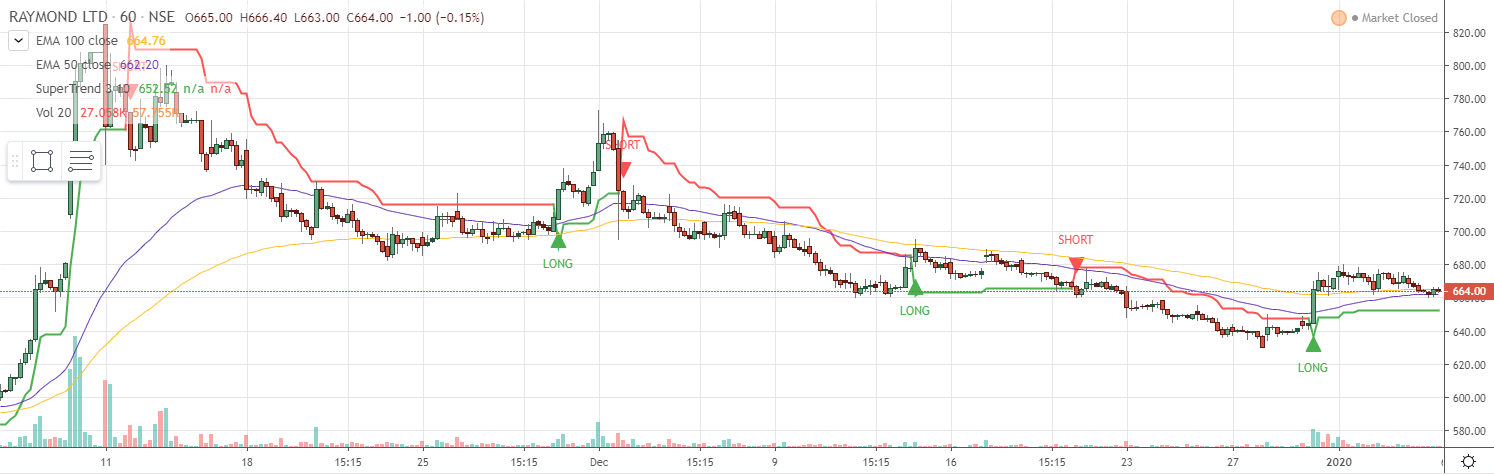 RAYMOND LTD · 60 · NSE O665.00 H666.40 L663.00 C664.00 −1.00 (−0.15%)
Market Closed
EMA 100 close 664.76
EMA 50 close 662.20
SHORT
SuperTrend 3 10 652.52 n/a n/a
Vol 20 27.058K 57.755K
820.00
800.00
780.00
760.00
SHORT
740.00
720.00
700.00
SHORT
LONG
680.00
664.00
660.00
LONG
640.00
LONG
620.00
600.00
580.00
11 18 15:15 25 15:15 Dec 15:15 9 15:15 16 15:15 23 27 2020 6